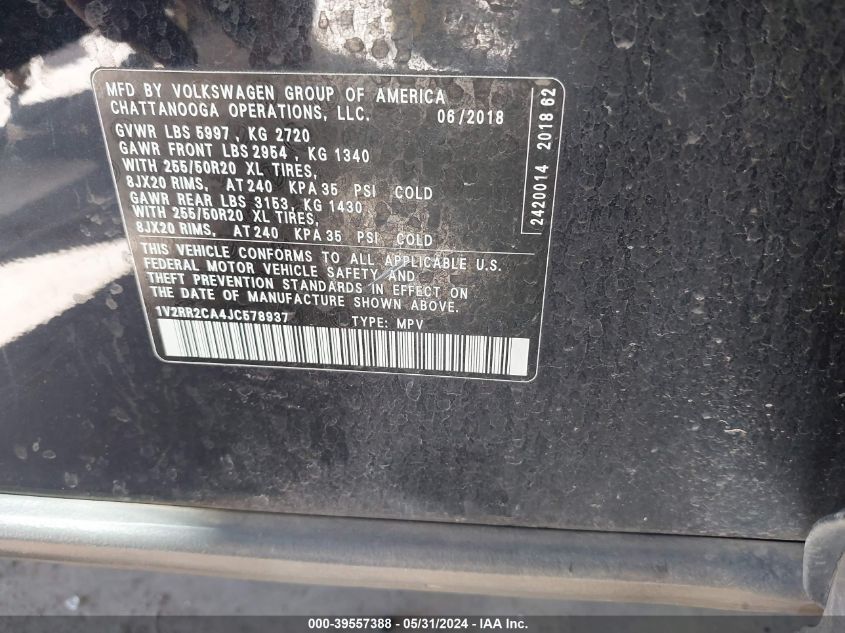 MFD BY VOLKSWAGEN GROUP OF AMERICA
CHATTANOOGA OPERATIONS, LLC. 06/2018
GVWR LBS 5997 , KG 2720
GAWR FRONT LBS 2954 , KG 1340
WITH 255/50R20 XL TIRES,
8JX20 RIMS, AT 240 KPA 35 PSI COLD
GAWR REAR LBS 3153, KG 1430
WITH 255/50R20 XL TIRES,
8JX20 RIMS, AT 240 KPA 35 PSI COLD
THIS VEHICLE CONFORMS TO ALL APPLICABLE U.S.
FEDERAL MOTOR VEHICLE SAFETY AND
THEFT PREVENTION STANDARDS IN EFFECT ON
THE DATE OF MANUFACTURE SHOWN ABOVE.
1V2RR2CA4JC578937 TYPE: MPV
2420014 2018 62
000-39557388 - 05/31/2024 - IAA Inc.